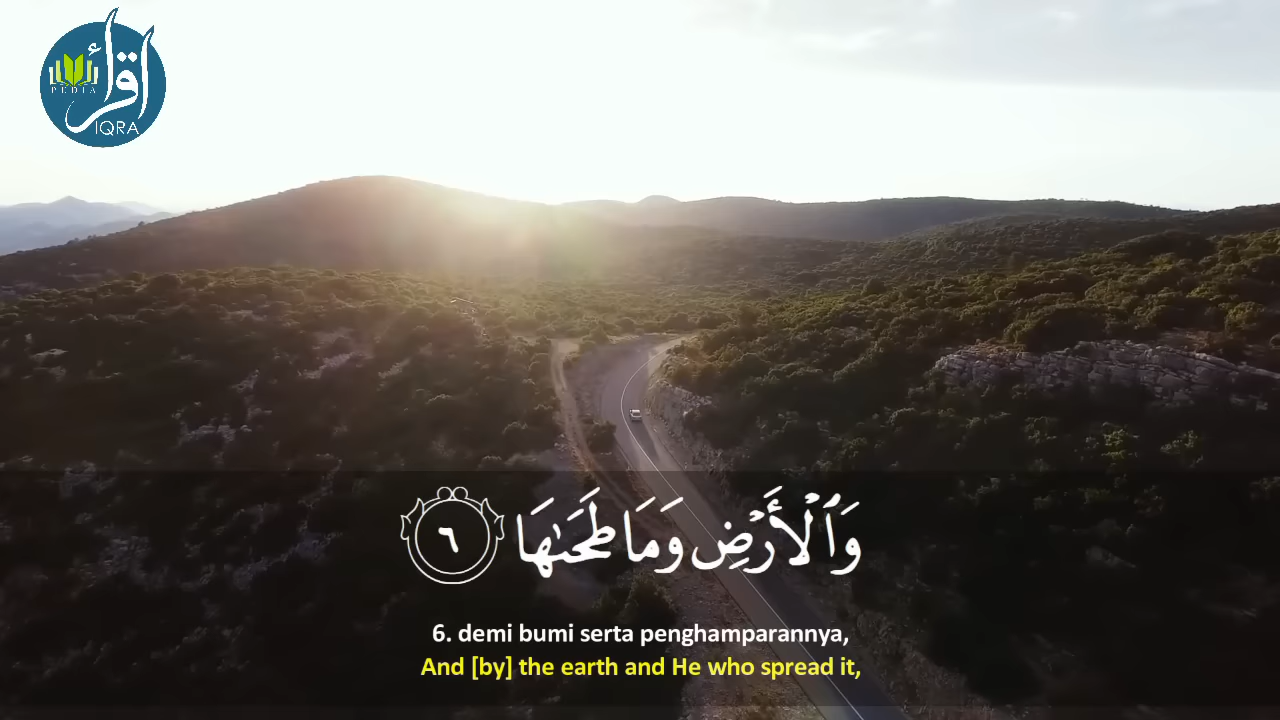 اقرأ
PEDIA
IQRA
وَٱلْأَرْضِ وَمَا طَحَىٰهَا ٦
6. demi bumi serta penghamparannya,
And [by] the earth and He who spread it,